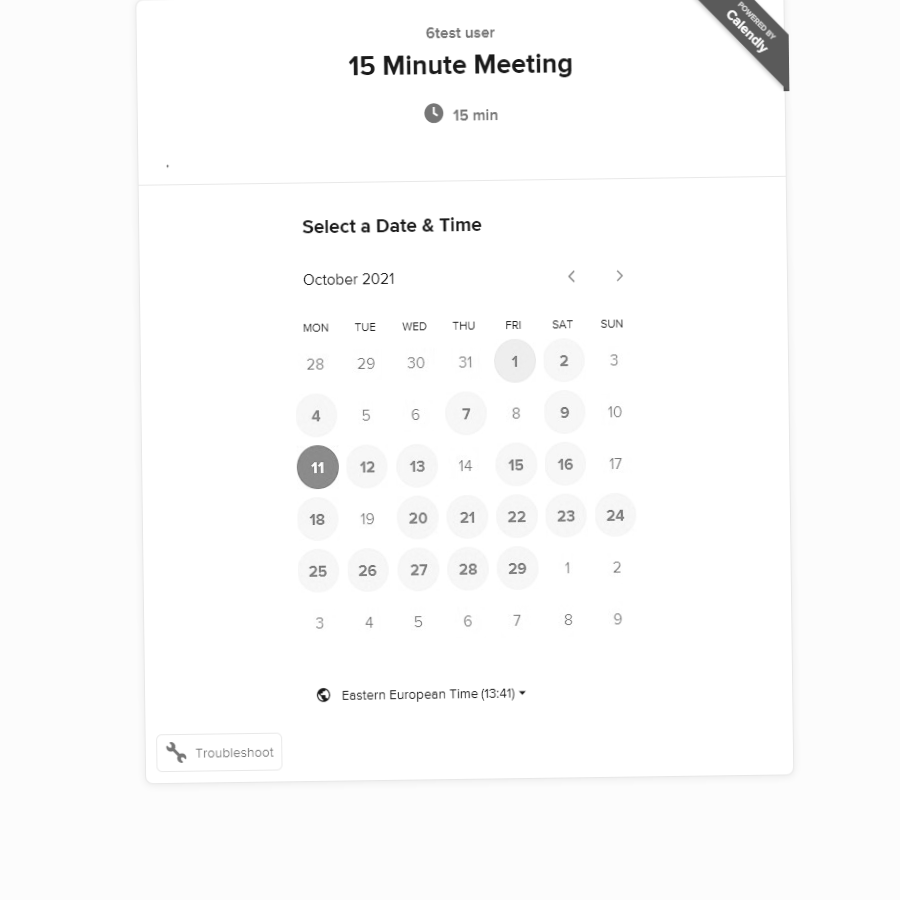 POWERED BY
Calendly
6test user
15 Minute Meeting
15 min
Select a Date & Time
October 2021
MON TUE WED THU FRI SAT SUN
28 29 30 31 1 2 3
4 5 6 7 8 9 10
11 12 13 14 15 16 17
18 19 20 21 22 23 24
25 26 27 28 29 1 2
3 4 5 6 7 8 9
Eastern European Time (13:41)
Troubleshoot